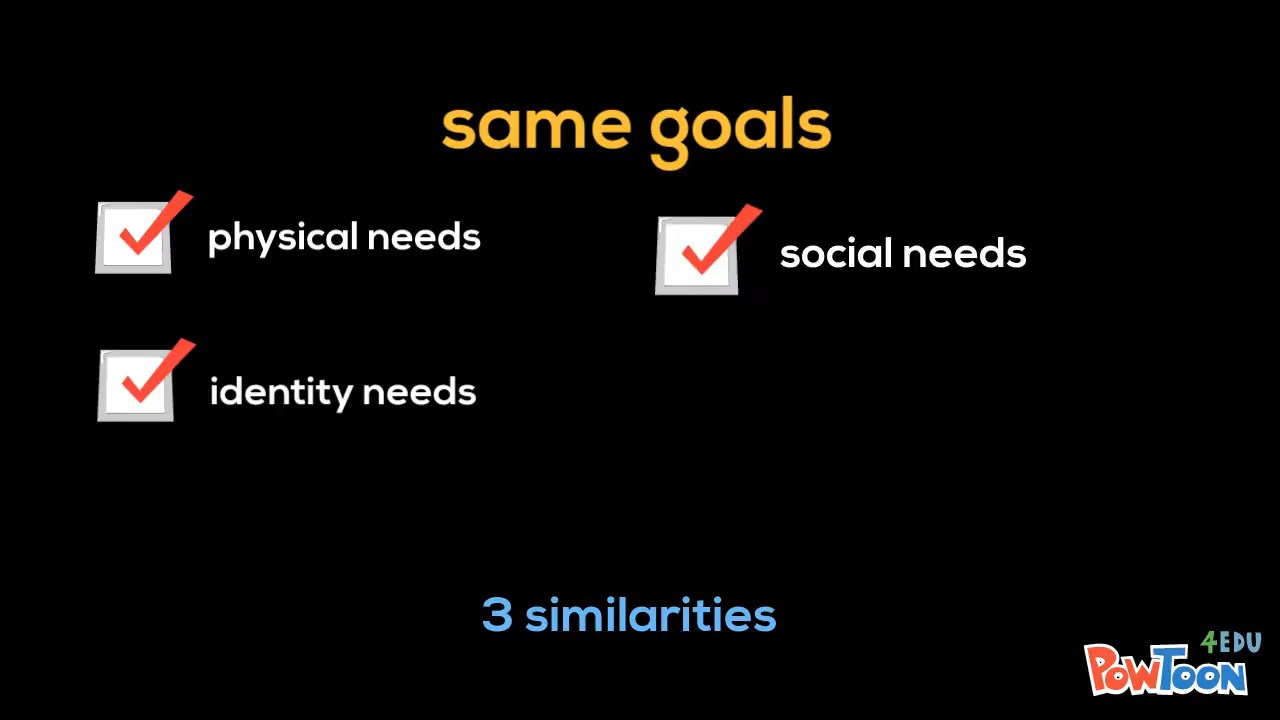 same goals
physical needs
social needs
identity needs
3 similarities
4EDU
POWTOON